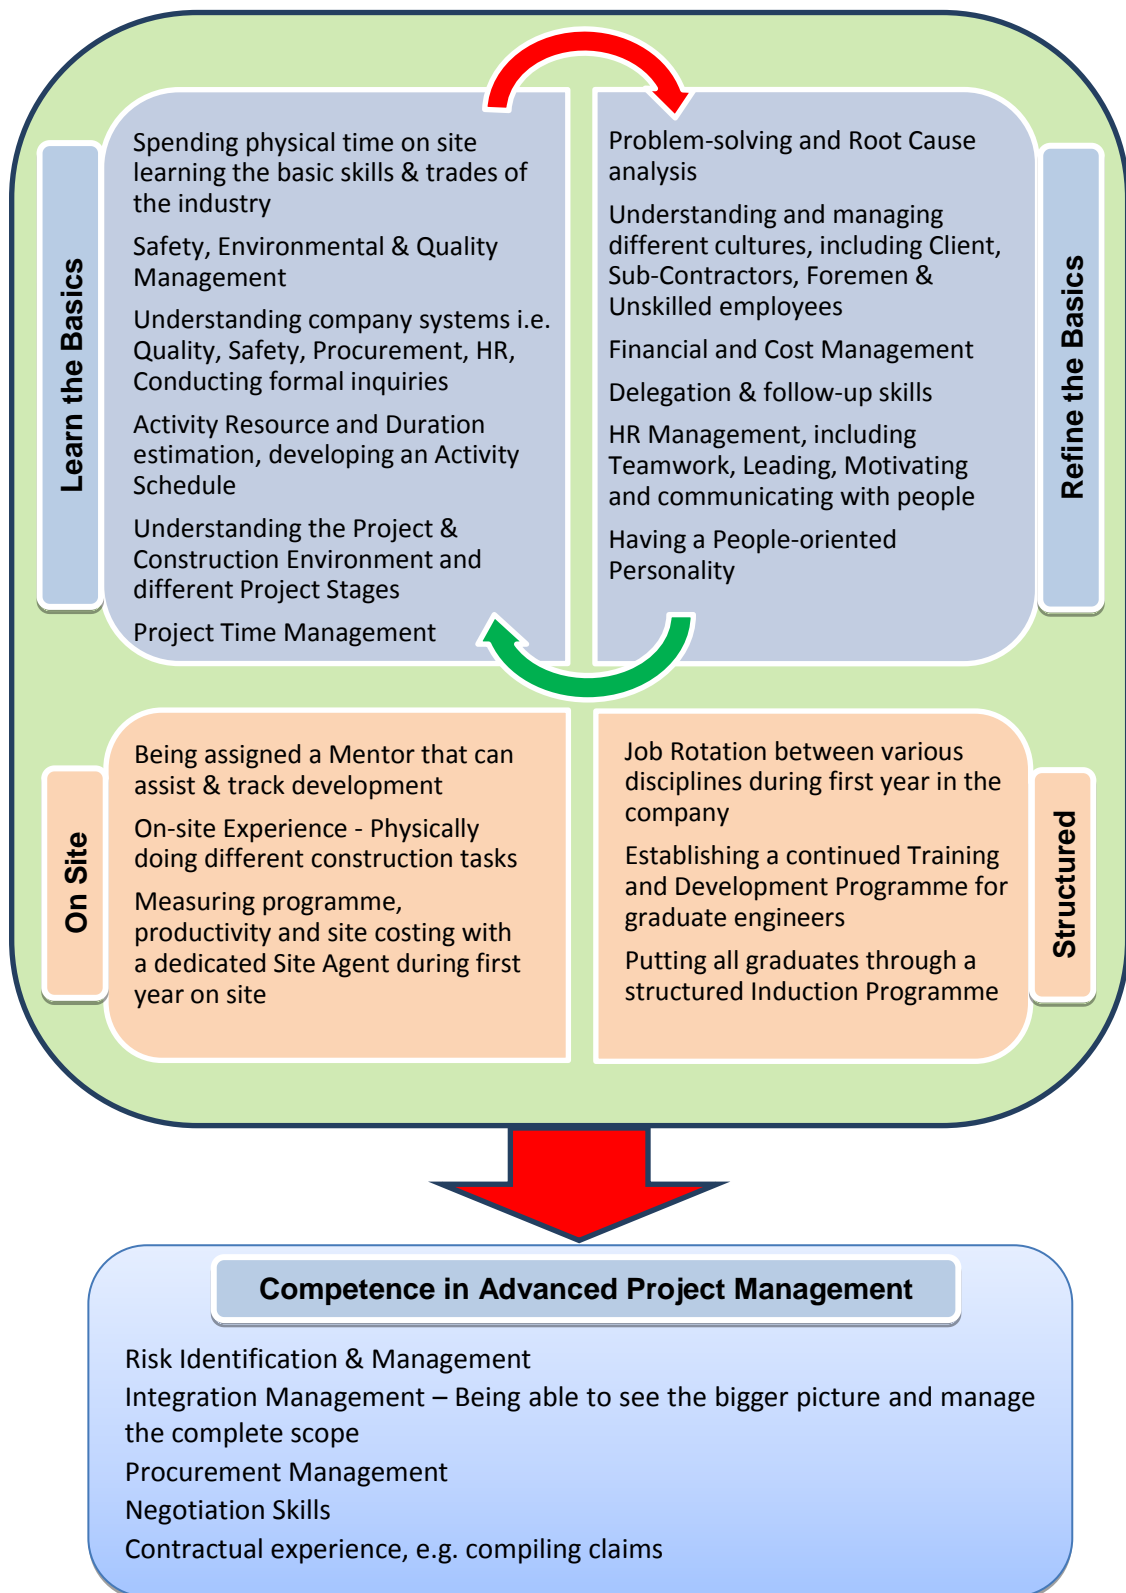 Learn the Basics
Spending physical time on site
learning the basic skills & trades of
the industry
Safety, Environmental & Quality
Management
Understanding company systems i.e.
Quality, Safety, Procurement, HR,
Conducting formal inquiries
Activity Resource and Duration
estimation, developing an Activity
Schedule
Understanding the Project &
Construction Environment and
different Project Stages
Project Time Management
Problem-solving and Root Cause
analysis
Understanding and managing
different cultures, including Client,
Sub-Contractors, Foremen &
Unskilled employees
Financial and Cost Management
Delegation & follow-up skills
HR Management, including
Teamwork, Leading, Motivating
and communicating with people
Having a People-oriented
Personality
Refine the Basics
On Site
Being assigned a Mentor that can
assist & track development
On-site Experience - Physically
doing different construction tasks
Measuring programme,
productivity and site costing with
a dedicated Site Agent during first
year on site
Job Rotation between various
disciplines during first year in the
company
Establishing a continued Training
and Development Programme for
graduate engineers
Putting all graduates through a
structured Induction Programme
Structured
Competence in Advanced Project Management
Risk Identification & Management
Integration Management – Being able to see the bigger picture and manage
the complete scope
Procurement Management
Negotiation Skills
Contractual experience, e.g. compiling claims